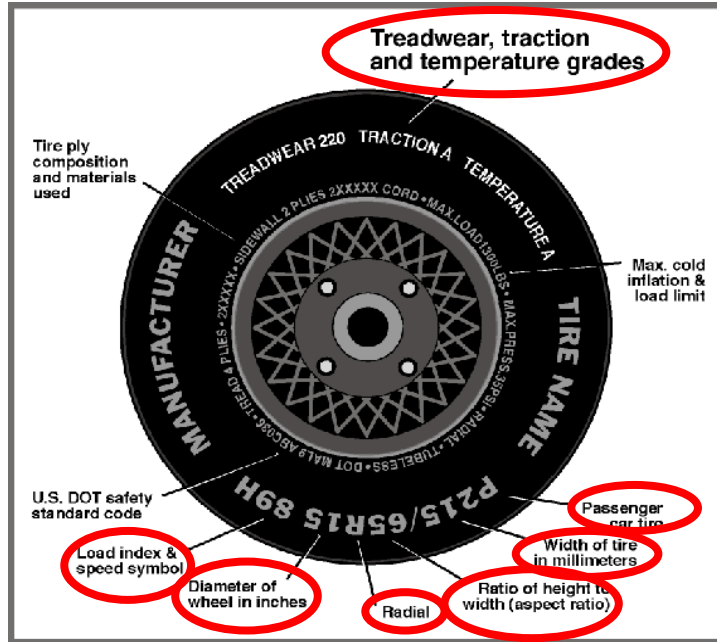 Treadwear, traction
and temperature grades
Tire ply
composition
and materials
used
TREADWEAR 220 TRACTION A TEMPERATURE A
SIDEWALL 2 PLIES 2XXXXX CORD • MAX.LOAD1300LBS • MAX.PRESS.35PSI • RADIAL • TUBELESS • DOT MAL9 ABC036 • TREAD 4 PLIES • 2XXXXX •
Max. cold
inflation &
load limit
MANUFACTURER
TIRE NAME
P215/65R15 89H
U.S. DOT safety
standard code
Passenger
car tire
Width of tire
in millimeters
Load index &
speed symbol
Diameter of
wheel in inches
Radial
Ratio of height to
width (aspect ratio)